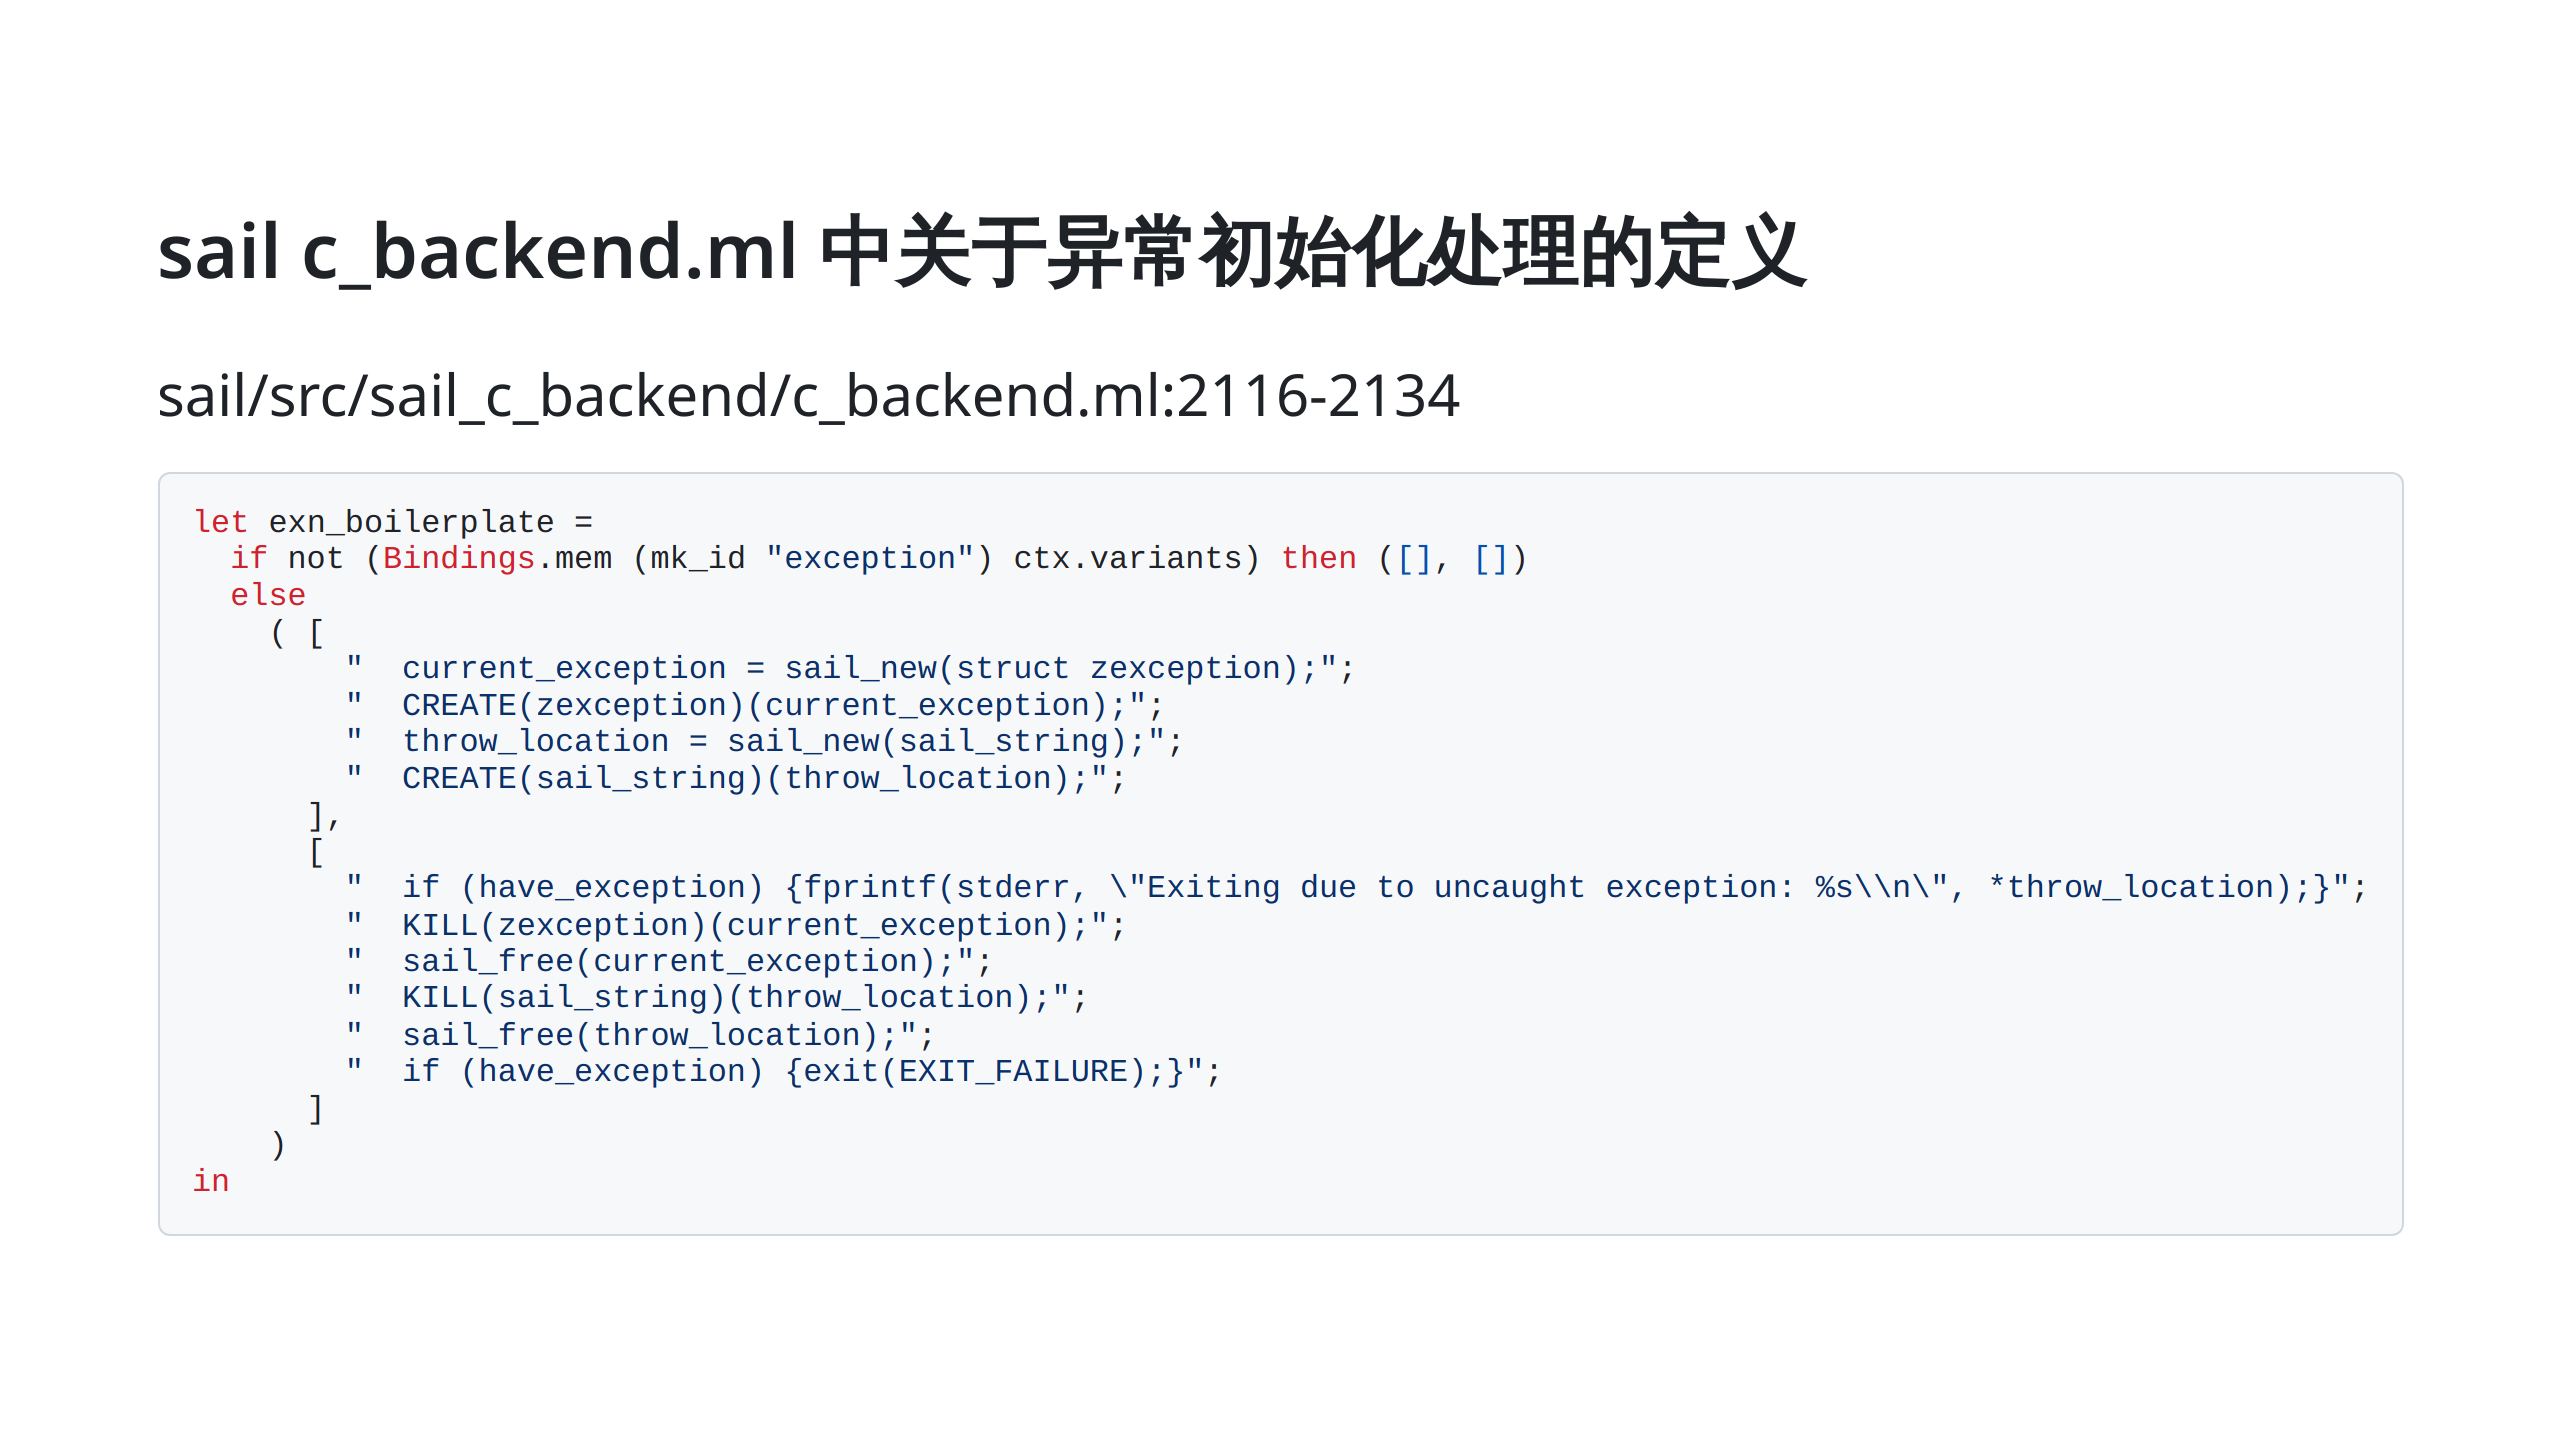 sail c_backend.ml 中关于异常初始化处理的定义
sail/src/sail_c_backend/c_backend.ml:2116-2134
let exn_boilerplate =
  if not (Bindings.mem (mk_id "exception") ctx.variants) then ([], [])
  else
    ( [
        "  current_exception = sail_new(struct zexception);";
        "  CREATE(zexception)(current_exception);";
        "  throw_location = sail_new(sail_string);";
        "  CREATE(sail_string)(throw_location);";
      ],
      [
        "  if (have_exception) {fprintf(stderr, \"Exiting due to uncaught exception: %s\\n\", *throw_location);}";
        "  KILL(zexception)(current_exception);";
        "  sail_free(current_exception);";
        "  KILL(sail_string)(throw_location);";
        "  sail_free(throw_location);";
        "  if (have_exception) {exit(EXIT_FAILURE);}";
      ]
    )
in